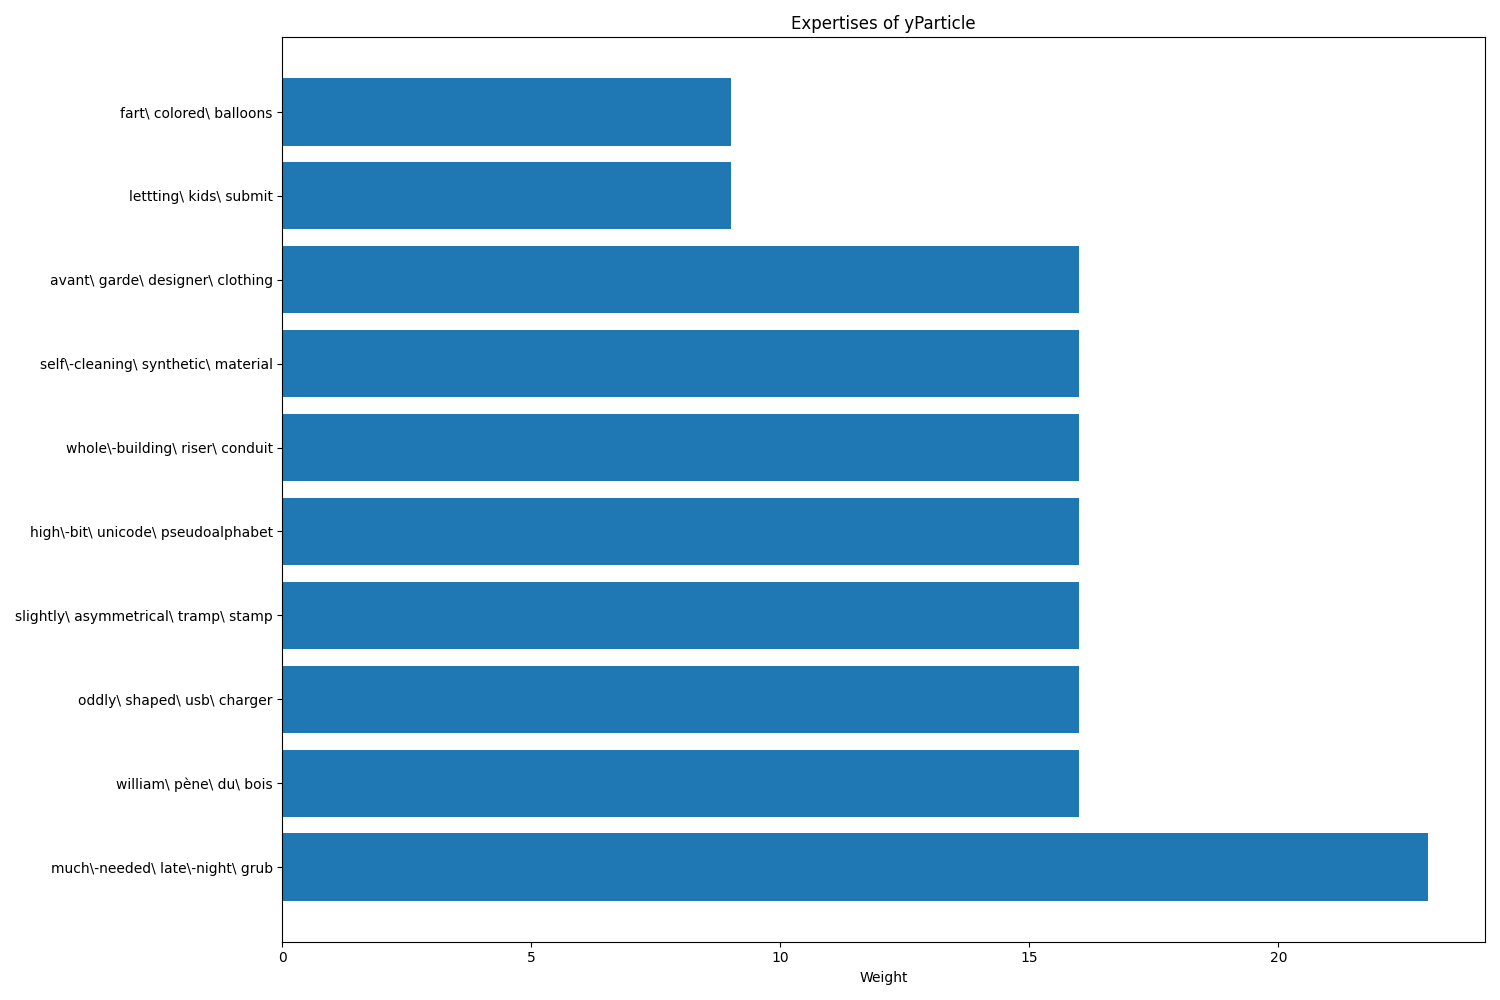 Expertises of yParticle
fart\ colored\ balloons
lettting\ kids\ submit
avant\ garde\ designer\ clothing
self\-cleaning\ synthetic\ material
whole\-building\ riser\ conduit
high\-bit\ unicode\ pseudoalphabet
slightly\ asymmetrical\ tramp\ stamp
oddly\ shaped\ usb\ charger
william\ pène\ du\ bois
much\-needed\ late\-night\ grub
0 5 10 15 20
Weight